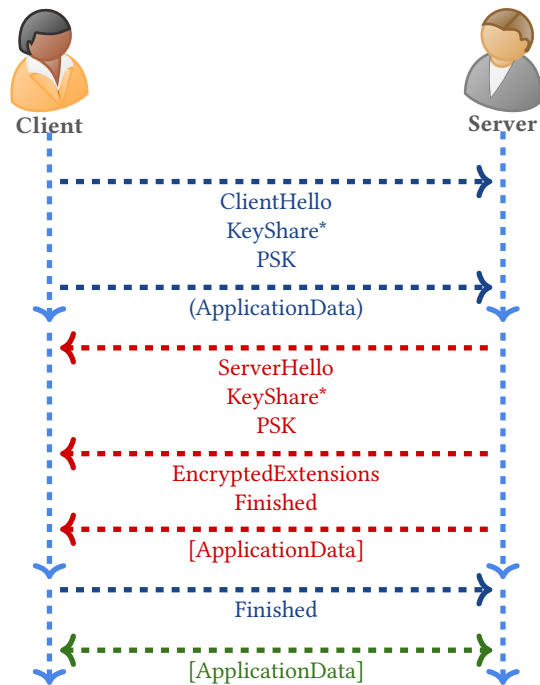 Client
Server
ClientHello
KeyShare*
PSK
(ApplicationData)
ServerHello
KeyShare*
PSK
EncryptedExtensions
Finished
[ApplicationData]
Finished
[ApplicationData]